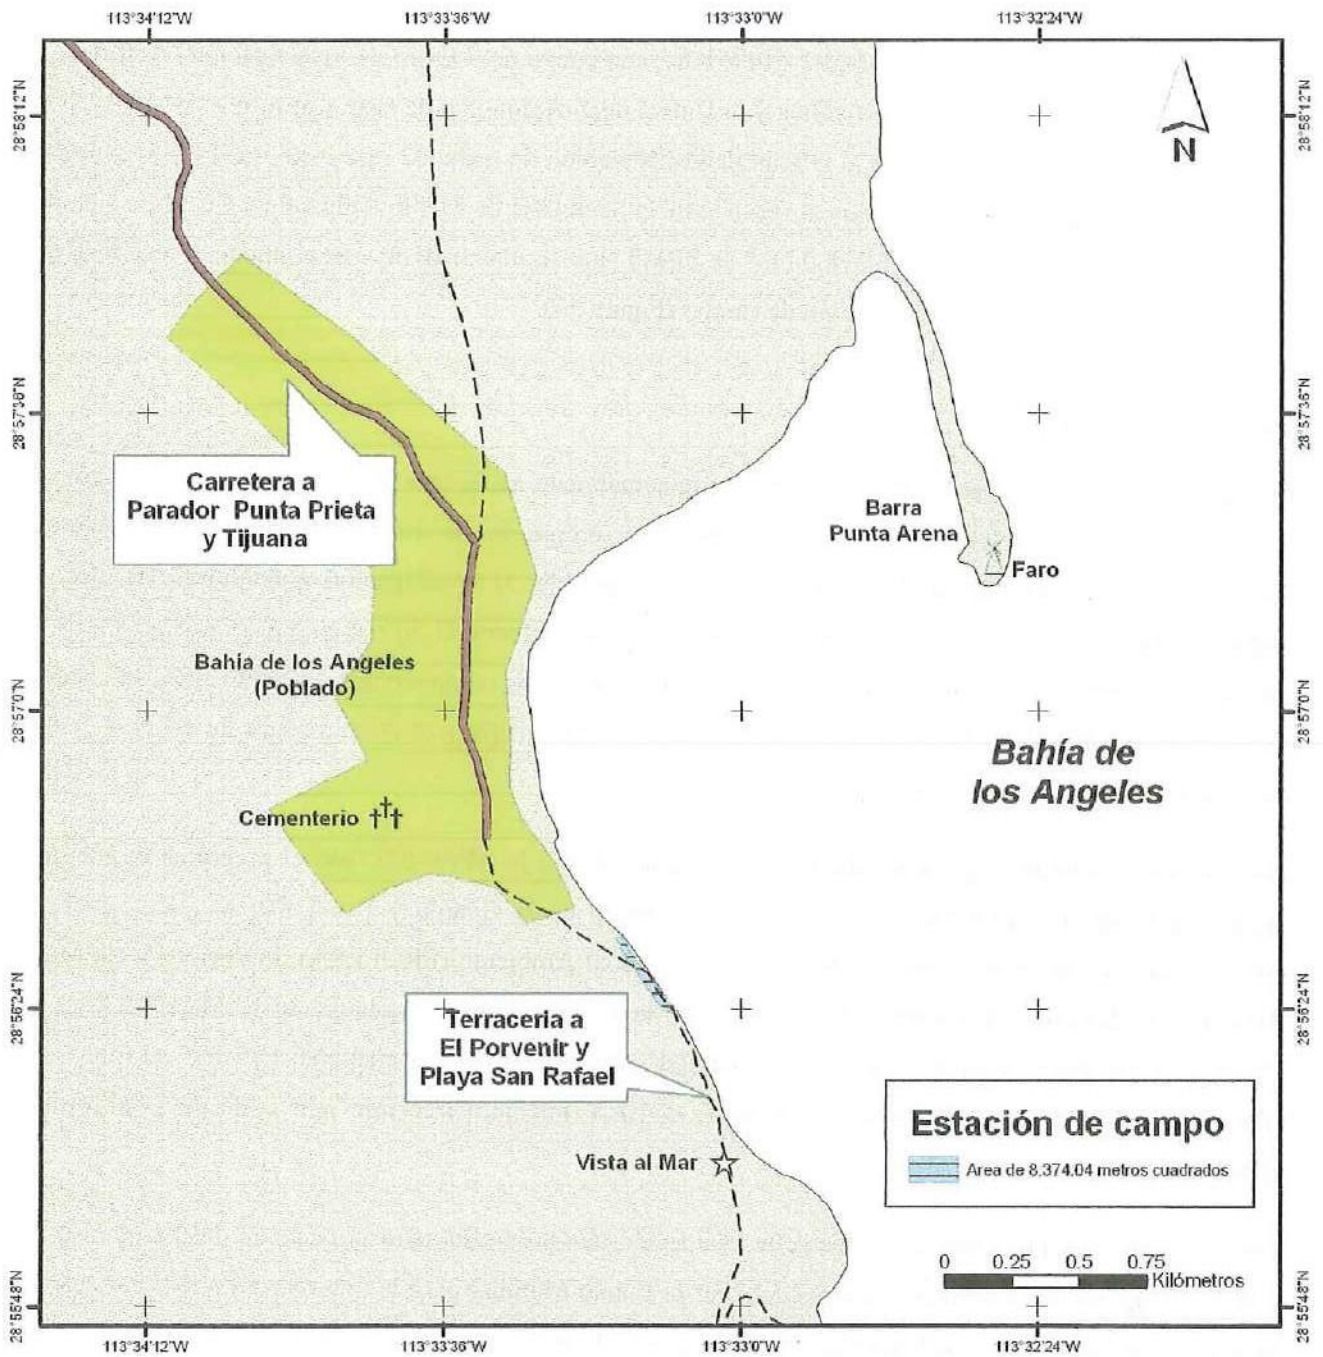 113°34'12"W
113°33'36"W
113°33'0"W
113°32'24"W
28°58'12"N
28°58'12"N
N
28°57'36"N
28°57'36"N
Carretera a
Parador Punta Prieta
y Tijuana
Barra
Punta Arena
Faro
Bahía de los Angeles
(Poblado)
28°57'0"N
28°57'0"N
Bahía de
los Angeles
Cementerio
28°56'24"N
28°56'24"N
Terraceria a
El Porvenir y
Playa San Rafael
Estación de campo
Area de 8,374.04 metros cuadrados
Vista al Mar
0 0.25 0.5 0.75
Kilómetros
28°55'48"N
28°55'48"N
113°34'12"W
113°33'36"W
113°33'0"W
113°32'24"W